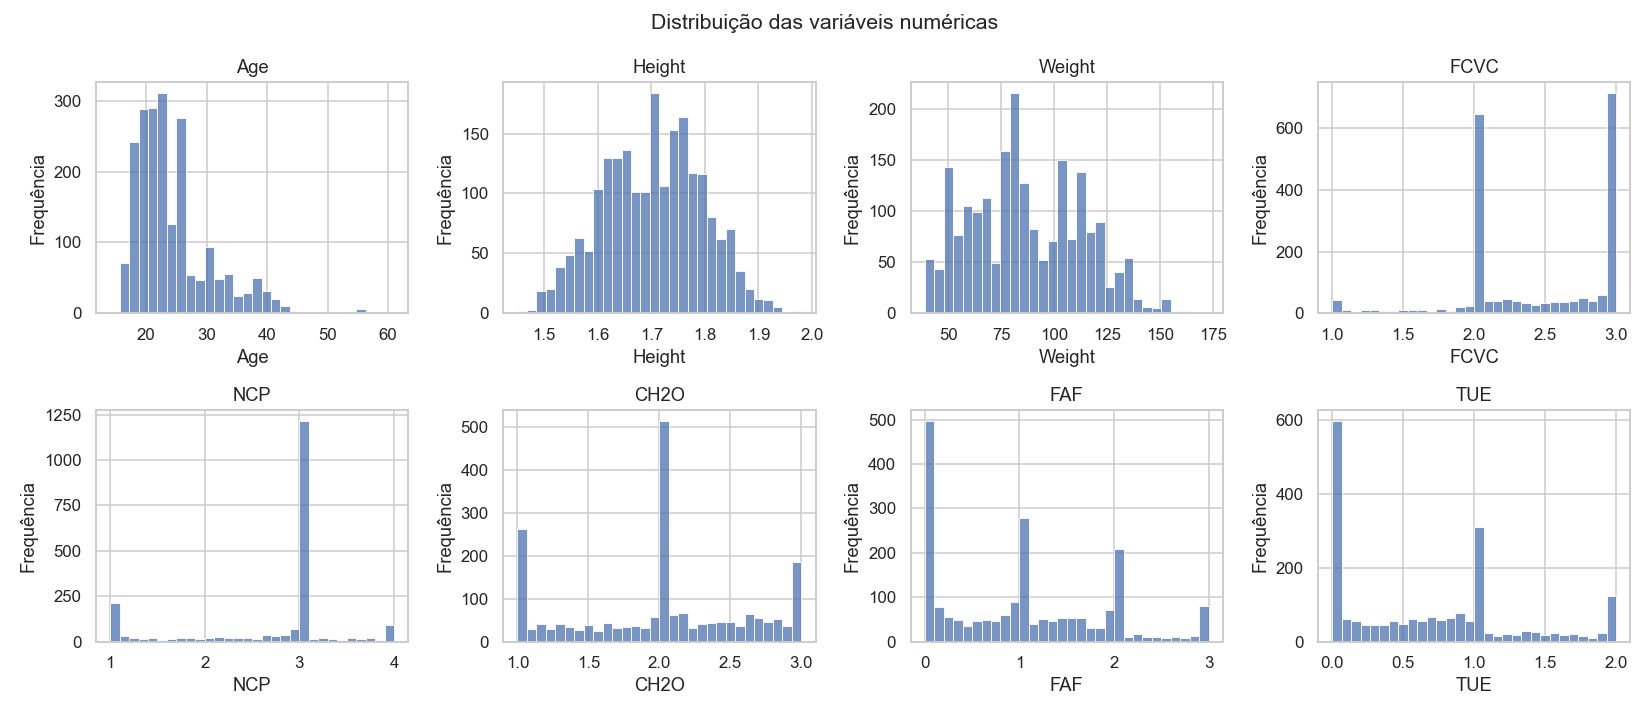 Distribuição das variáveis numéricas
Age
Frequência
300
200
100
0
20 30 40 50 60
Age
Height
Frequência
150
100
50
0
1.5 1.6 1.7 1.8 1.9 2.0
Height
Weight
Frequência
200
150
100
50
0
50 75 100 125 150 175
Weight
FCVC
Frequência
600
400
200
0
1.0 1.5 2.0 2.5 3.0
FCVC
NCP
Frequência
1250
1000
750
500
250
0
1 2 3 4
NCP
CH2O
Frequência
500
400
300
200
100
0
1.0 1.5 2.0 2.5 3.0
CH2O
FAF
Frequência
500
400
300
200
100
0
0 1 2 3
FAF
TUE
Frequência
600
400
200
0
0.0 0.5 1.0 1.5 2.0
TUE